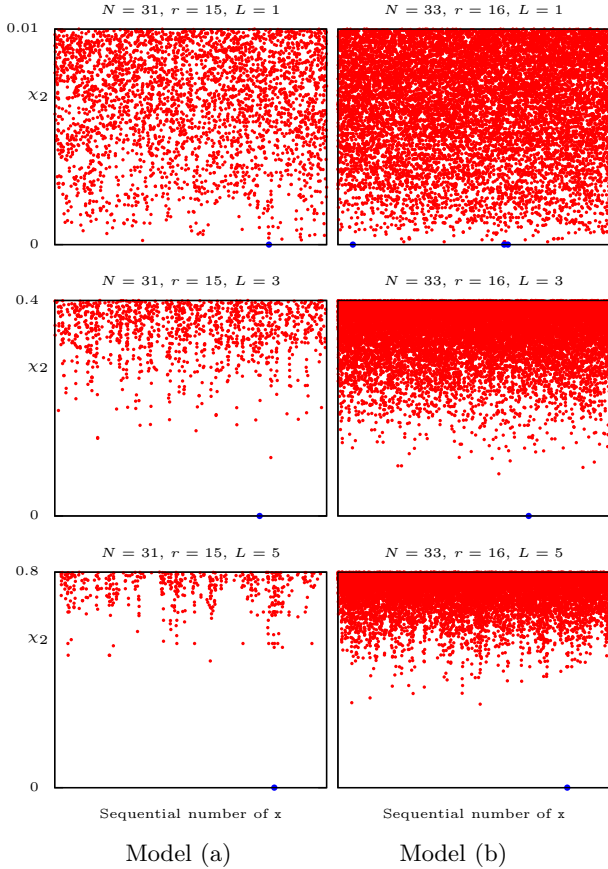 N = 31, r = 15, L = 1
N = 33, r = 16, L = 1
0.01
χ2
0
N = 31, r = 15, L = 3
N = 33, r = 16, L = 3
0.4
χ2
0
N = 31, r = 15, L = 5
N = 33, r = 16, L = 5
0.8
χ2
0
Sequential number of x
Sequential number of x
Model (a)
Model (b)